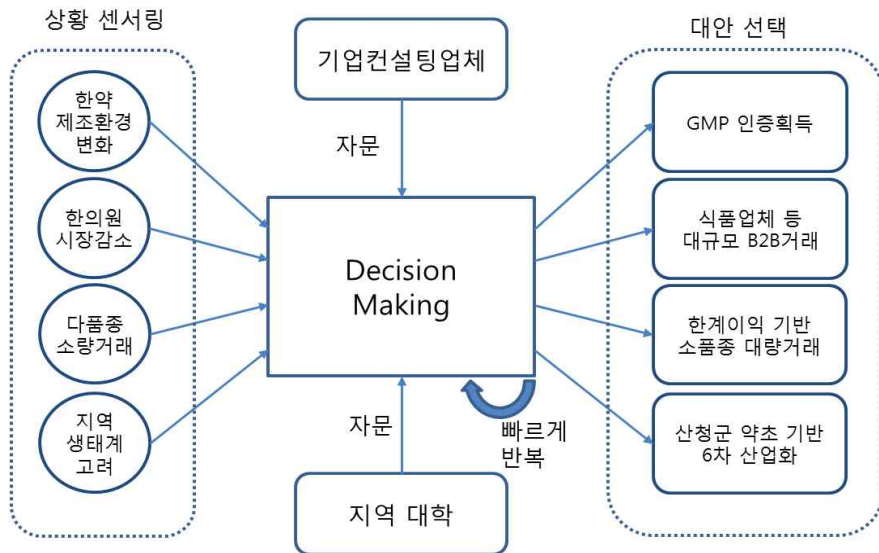 상황 센서링
한약
제조환경
변화
한의원
시장감소
다품종
소량거래
지역
생태계
고려
기업컨설팅업체
자문
Decision
Making
자문
빠르게
반복
지역 대학
대안 선택
GMP 인증획득
식품업체 등
대규모 B2B거래
한계이익 기반
소품종 대량거래
산청군 약초 기반
6차 산업화